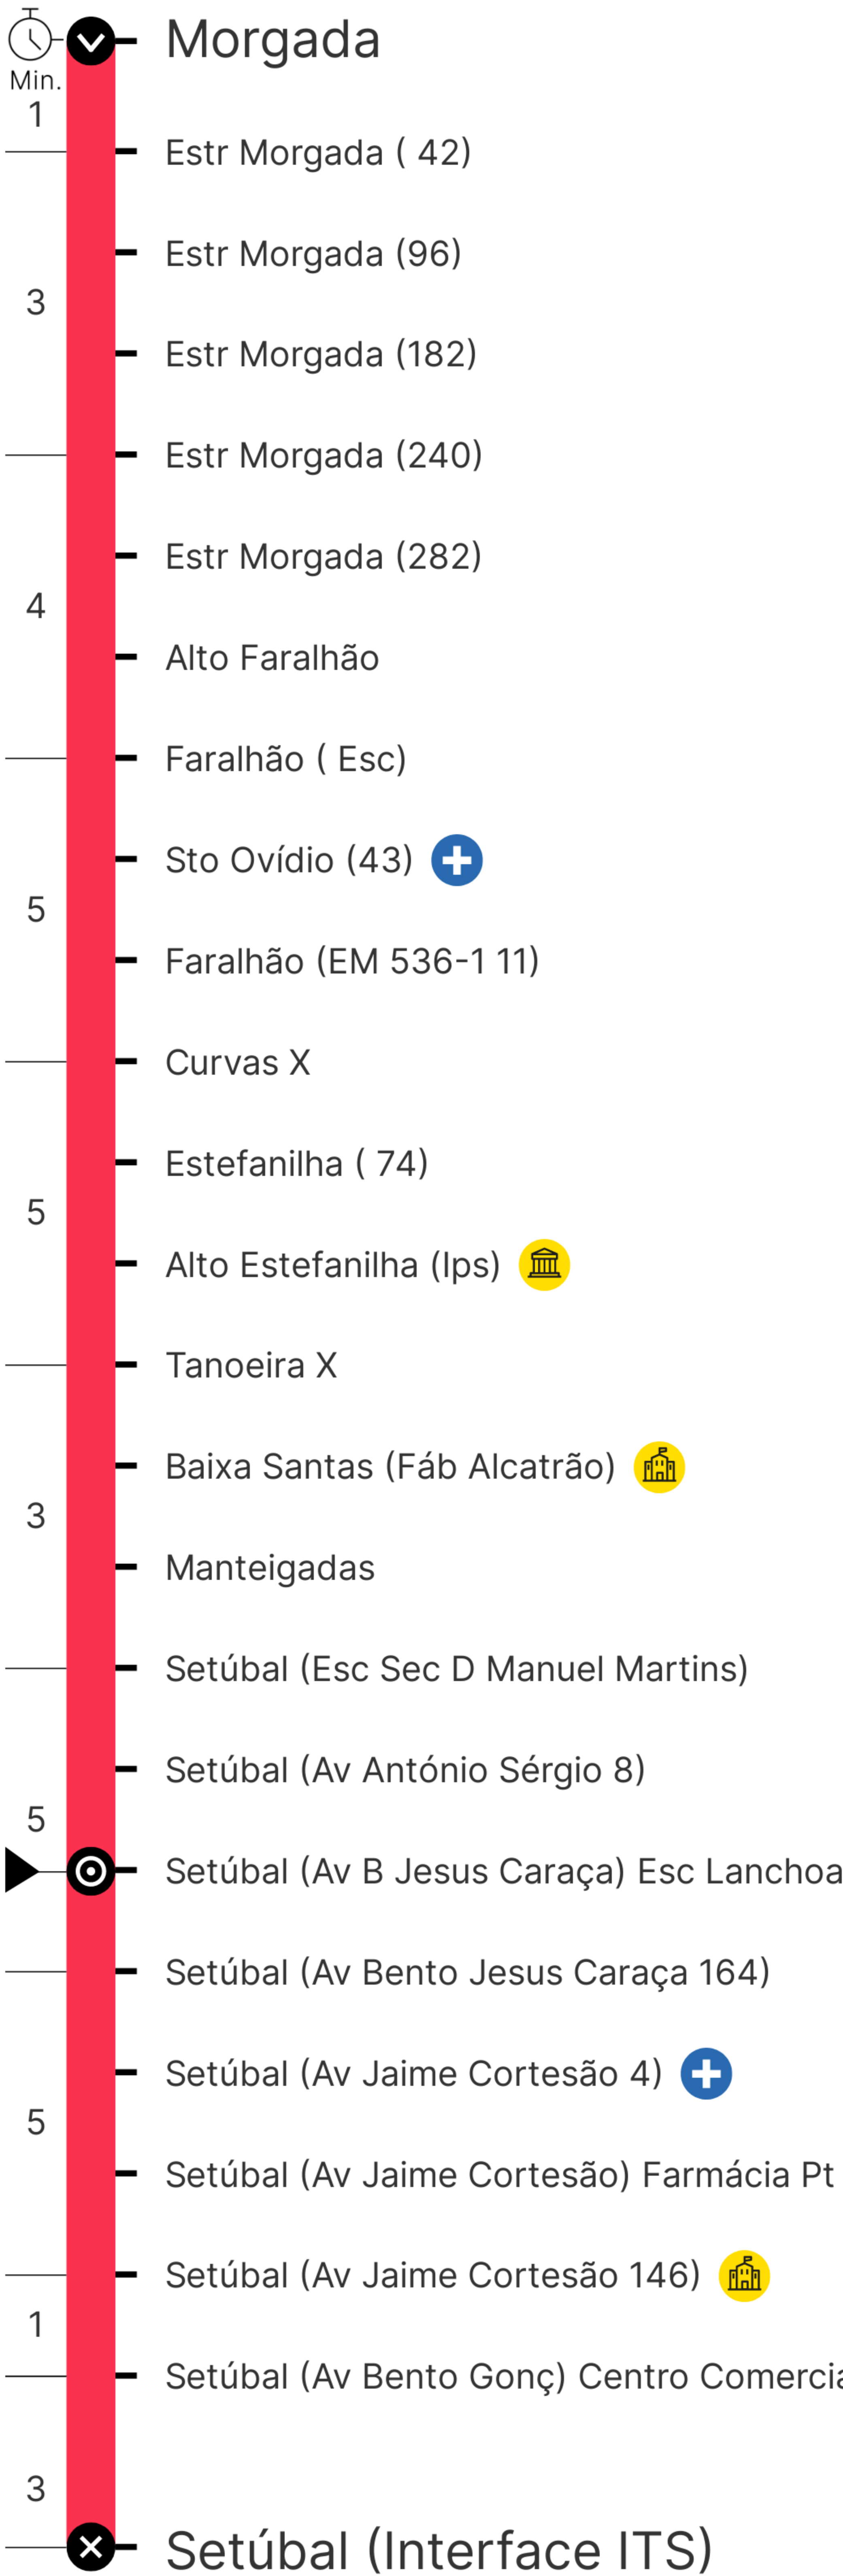 Morgada
Min.
1
Estr Morgada ( 42)
Estr Morgada (96)
3
Estr Morgada (182)
Estr Morgada (240)
Estr Morgada (282)
4
Alto Faralhão
Faralhão ( Esc)
Sto Ovídio (43)
5
Faralhão (EM 536-1 11)
Curvas X
Estefanilha ( 74)
5
Alto Estefanilha (Ips)
Tanoeira X
Baixa Santas (Fáb Alcatrão)
3
Manteigadas
Setúbal (Esc Sec D Manuel Martins)
Setúbal (Av António Sérgio 8)
5
Setúbal (Av B Jesus Caraça) Esc Lanchoa
Setúbal (Av Bento Jesus Caraça 164)
Setúbal (Av Jaime Cortesão 4)
5
Setúbal (Av Jaime Cortesão) Farmácia Pt
Setúbal (Av Jaime Cortesão 146)
1
Setúbal (Av Bento Gonç) Centro Comercia
3
Setúbal (Interface ITS)